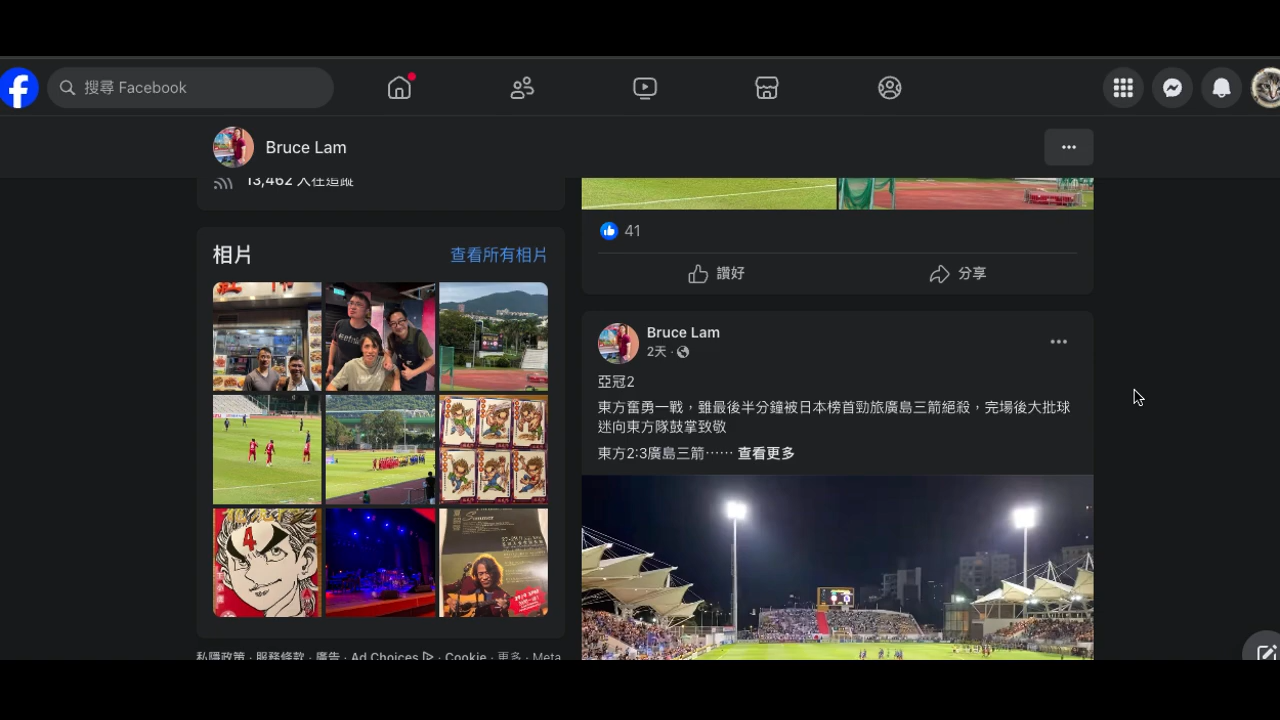 搜尋 Facebook
Bruce Lam
13,462 人在追蹤
相片
查看所有相片
41
讚好
分享
Bruce Lam
2天
亞冠2
東方奮勇一戰，雖最後半分鐘被日本榜首勁旅廣島三箭絕殺，完場後大批球
迷向東方隊鼓掌致敬
東方2:3廣島三箭…… 查看更多
私隱政策 · 服務條款 · 廣告 · Ad Choices · Cookie · 更多 · Meta